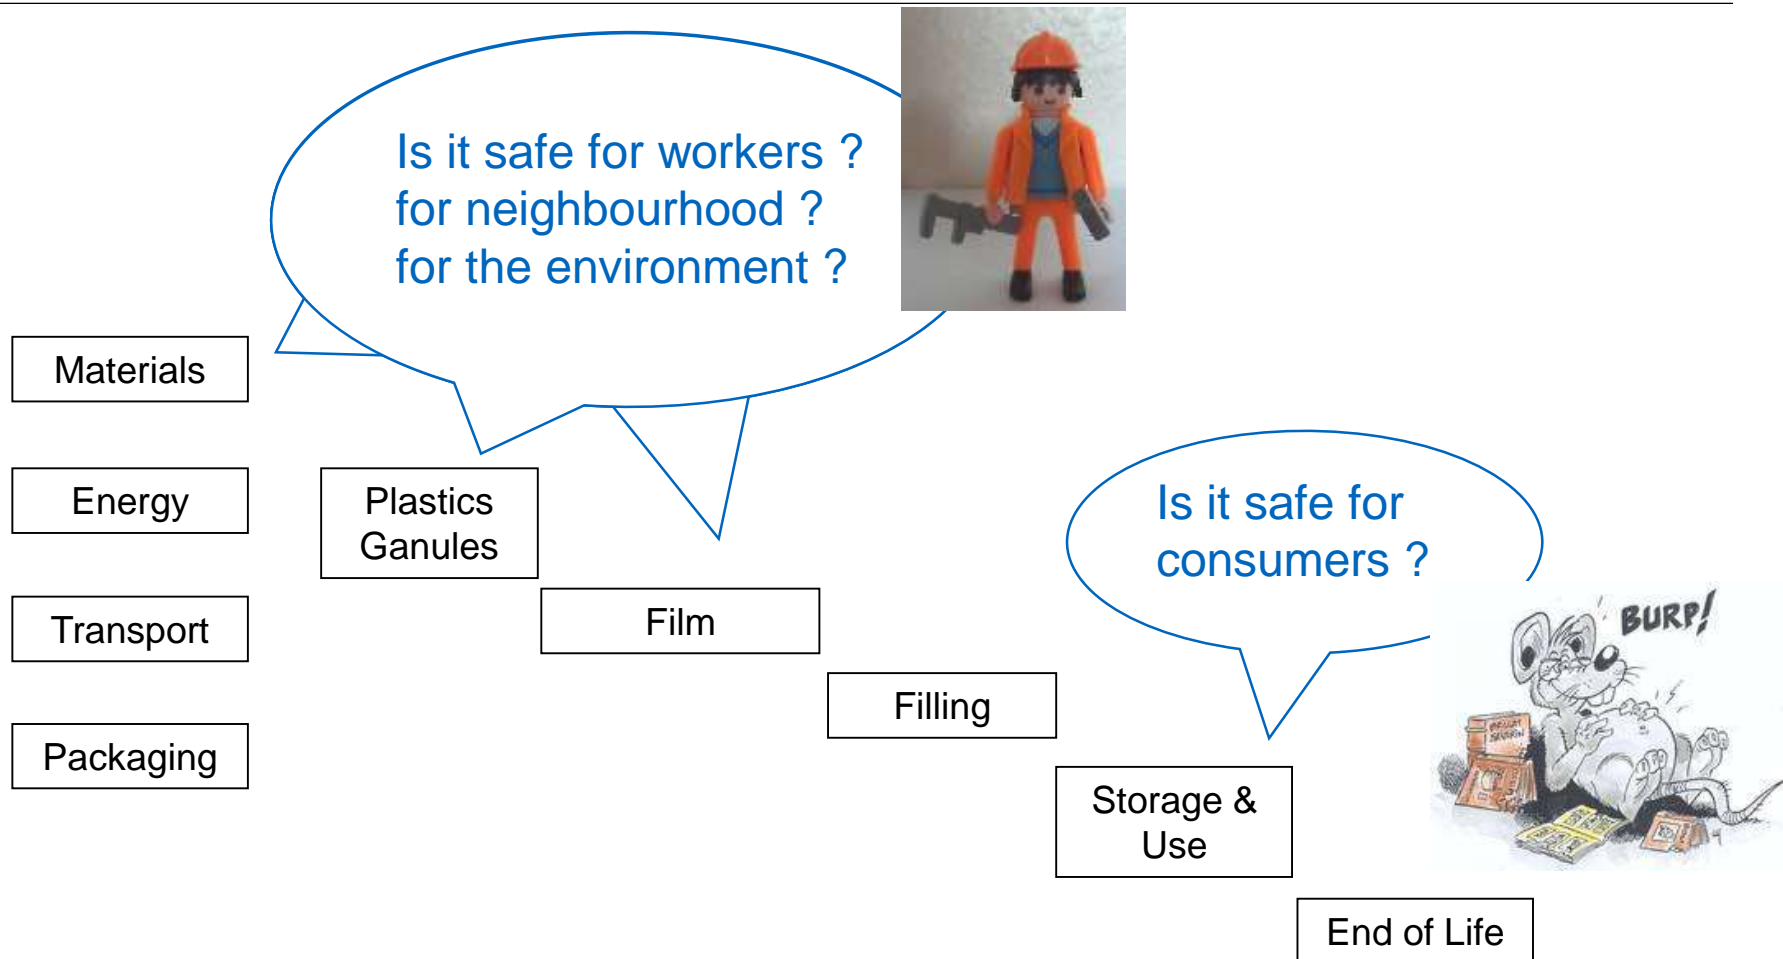 Is it safe for workers ?
for neighbourhood ?
for the environment ?
Materials
Energy
Plastics
Ganules
Is it safe for
consumers ?
BURP!
Transport
Film
Filling
Packaging
Storage &
Use
End of Life